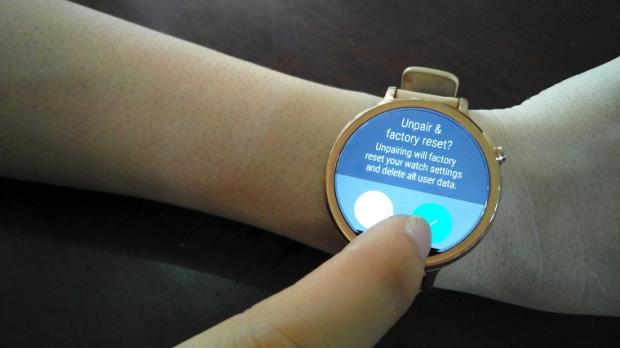 Unpair &
factory reset?
Unpairing will factory
reset your watch settings
and delete all user data.